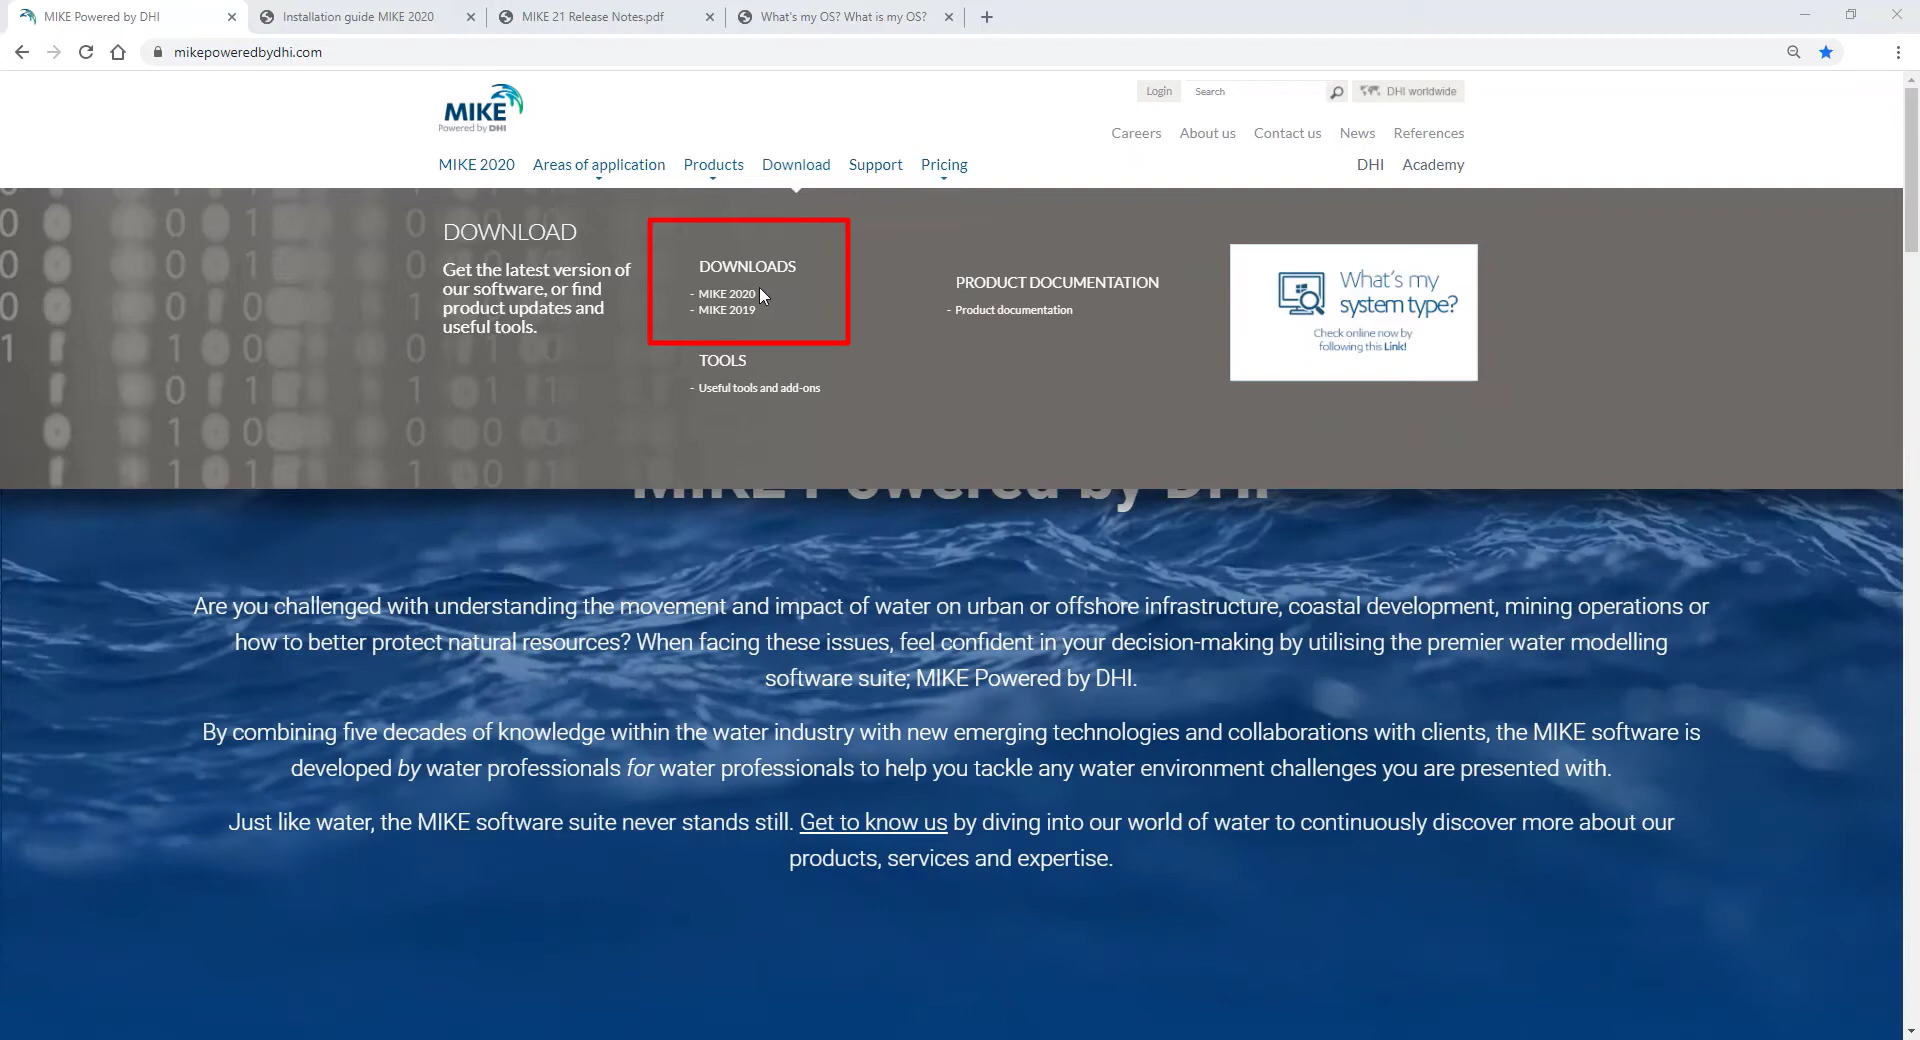 MIKE Powered by DHI
Installation guide MIKE 2020
MIKE 21 Release Notes.pdf
What's my OS? What is my OS?
mikepoweredbydhi.com
MIKE
Powered by DHI
Login
Search
DHI worldwide
Careers
About us
Contact us
News
References
MIKE 2020
Areas of application
Products
Download
Support
Pricing
DHI
Academy
DOWNLOAD
Get the latest version of
our software, or find
product updates and
useful tools.
DOWNLOADS
- MIKE 2020
- MIKE 2019
TOOLS
- Useful tools and add-ons
PRODUCT DOCUMENTATION
- Product documentation
What's my
system type?
Check online now by
following this Link!
MIKE Powered by DHI
Are you challenged with understanding the movement and impact of water on urban or offshore infrastructure, coastal development, mining operations or
how to better protect natural resources? When facing these issues, feel confident in your decision-making by utilising the premier water modelling
software suite; MIKE Powered by DHI.
By combining five decades of knowledge within the water industry with new emerging technologies and collaborations with clients, the MIKE software is
developed by water professionals for water professionals to help you tackle any water environment challenges you are presented with.
Just like water, the MIKE software suite never stands still. Get to know us by diving into our world of water to continuously discover more about our
products, services and expertise.